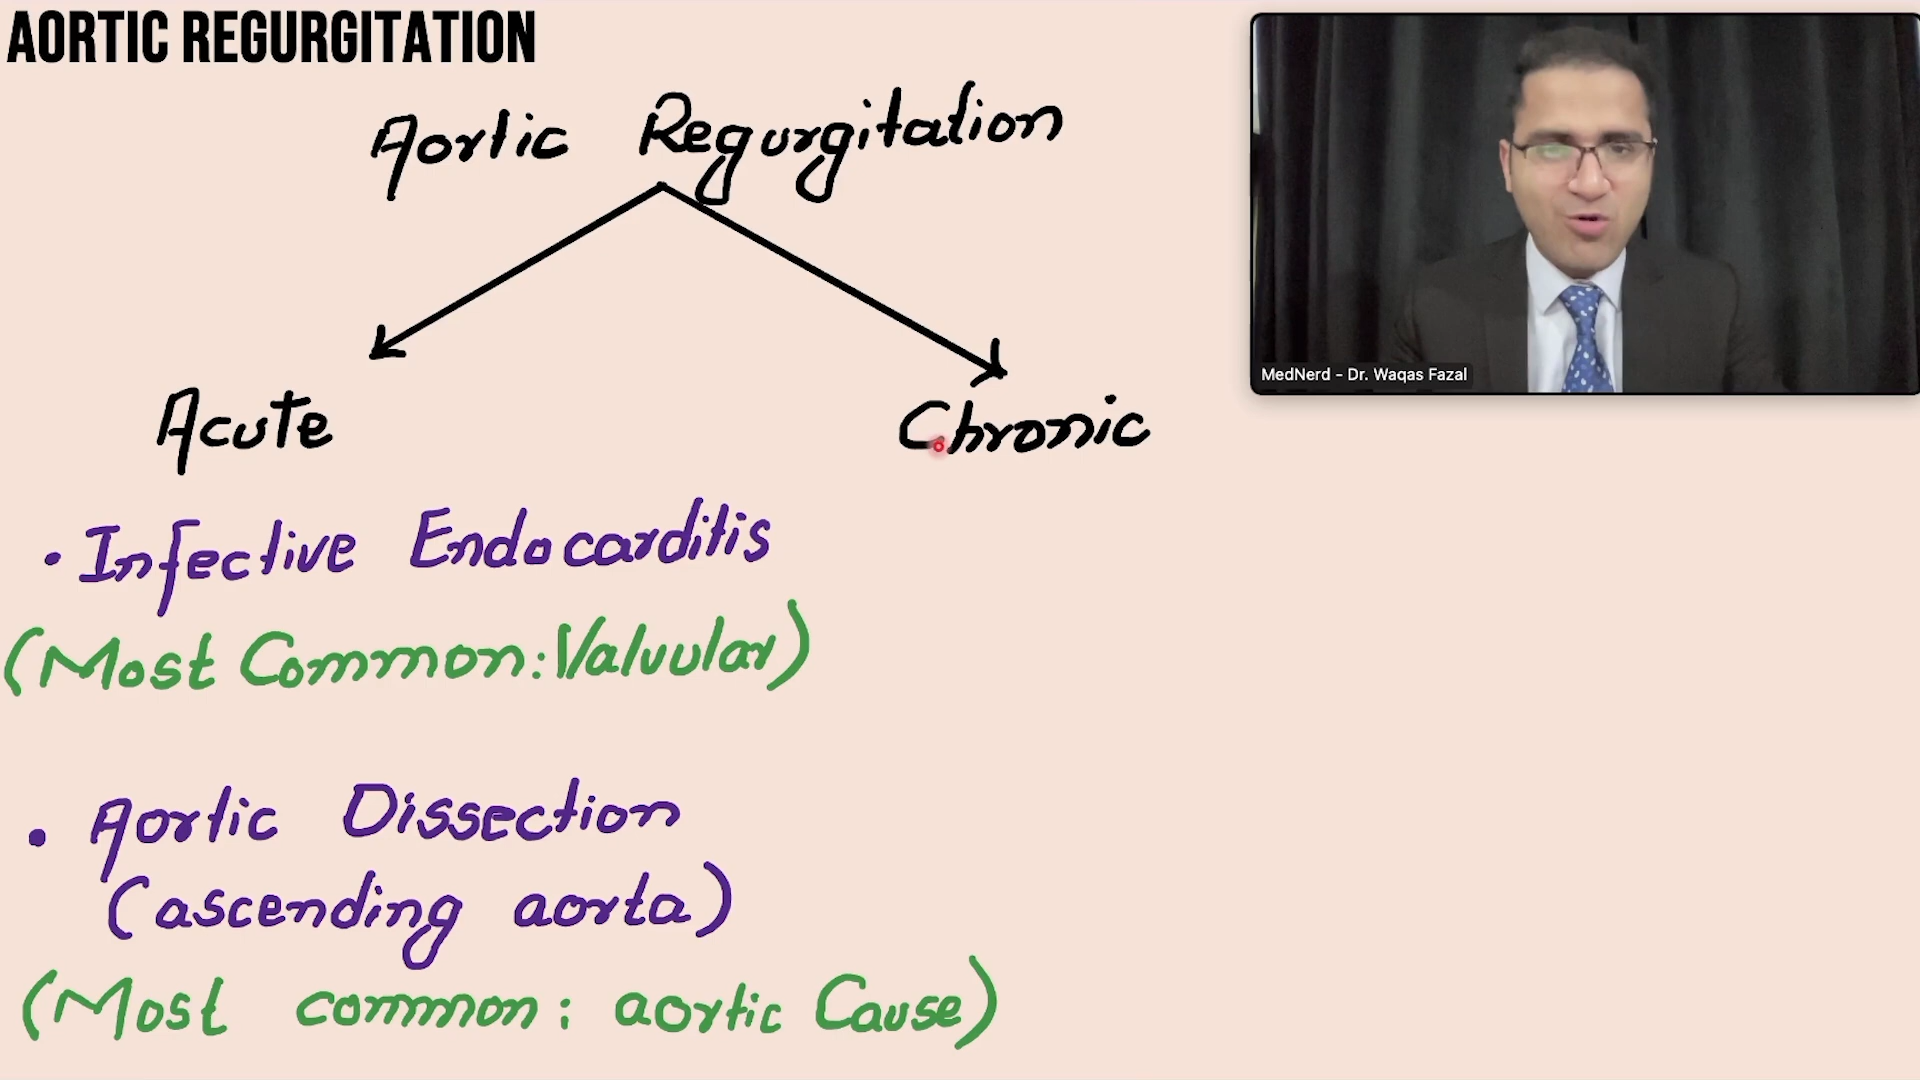 AORTIC REGURGITATION
Aortic Regurgitation
Acute
Chronic
• Infective Endocarditis
(Most Common: Valvular)
• Aortic Dissection
(ascending aorta)
(Most common: aortic Cause)
MedNerd - Dr. Waqas Fazal